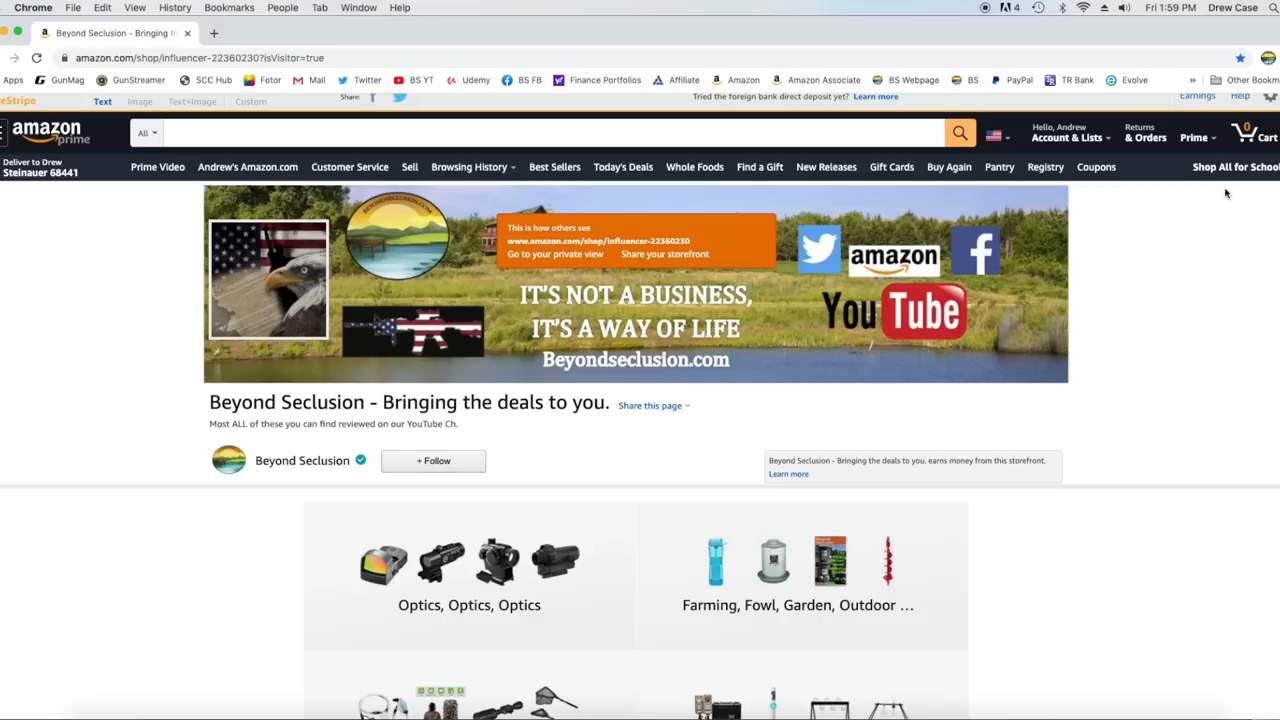 Chrome File Edit View History Bookmarks People Tab Window Help 4 Fri 1:59 PM Drew Case
Beyond Seclusion - Bringing th
amazon.com/shop/influencer-22360230?isVisitor=true
Apps GunMag GunStreamer SCC Hub Fotor Mail Twitter BS YT Udemy BS FB Finance Portfolios Affiliate Amazon Amazon Associate BS Webpage BS PayPal TR Bank Evolve » Other Bookm
eStripe Text Image Text+Image Custom Share: Tried the foreign bank direct deposit yet? Learn more Earnings Help
amazon prime All Hello, Andrew Account & Lists Returns & Orders Prime 0 Cart
Deliver to Drew
Steinauer 68441
Prime Video Andrew's Amazon.com Customer Service Sell Browsing History Best Sellers Today's Deals Whole Foods Find a Gift New Releases Gift Cards Buy Again Pantry Registry Coupons Shop All for School
BEYONDSECLUSION.COM
This is how others see
www.amazon.com/shop/influencer-22360230
Go to your private view Share your storefront
amazon
IT'S NOT A BUSINESS,
IT'S A WAY OF LIFE
Beyondseclusion.com
YouTube
Beyond Seclusion - Bringing the deals to you. Share this page
Most ALL of these you can find reviewed on our YouTube Ch.
Beyond Seclusion + Follow
Beyond Seclusion - Bringing the deals to you. earns money from this storefront.
Learn more
Optics, Optics, Optics
Farming, Fowl, Garden, Outdoor ...